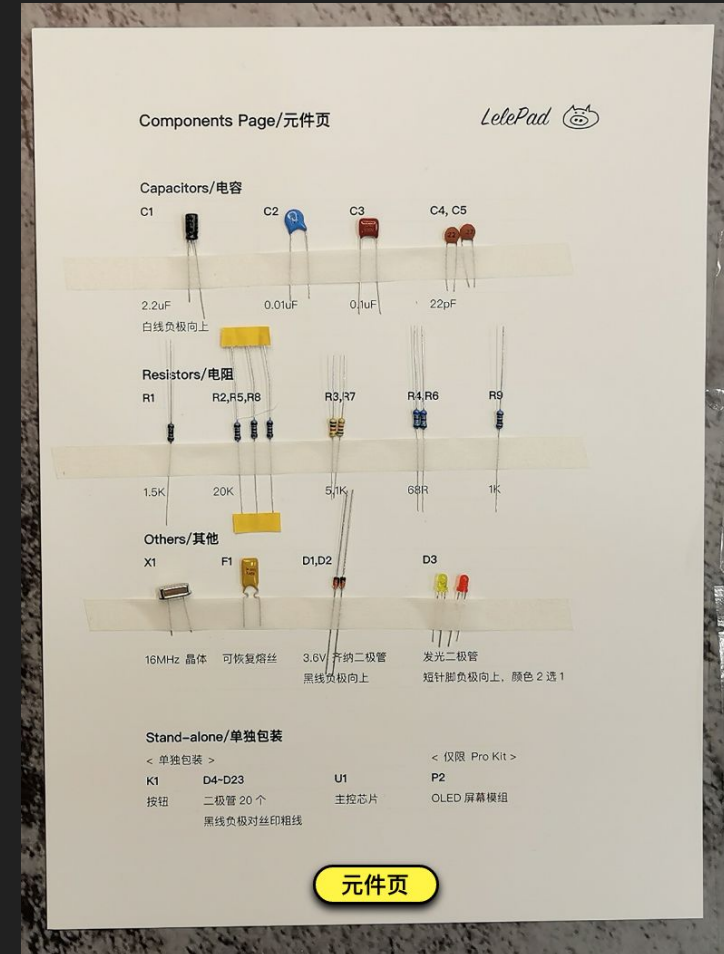 Components Page/元件页
LelePad
Capacitors/电容
C1 C2 C3 C4, C5
2.2uF 0.01uF 0.1uF 22pF
白线负极向上
Resistors/电阻
R1 R2,R5,R8 R3,R7 R4,R6 R9
1.5K 20K 5.1K 68R 1K
Others/其他
X1 F1 D1,D2 D3
16MHz 晶体 可恢复熔丝 3.6V 齐纳二极管 发光二极管
黑线负极向上 短针脚负极向上，颜色 2 选 1
Stand-alone/单独包装
< 单独包装 > < 仅限 Pro Kit >
K1 D4-D23 U1 P2
按钮 二极管 20 个 主控芯片 OLED 屏幕模组
黑线负极对丝印粗线
元件页